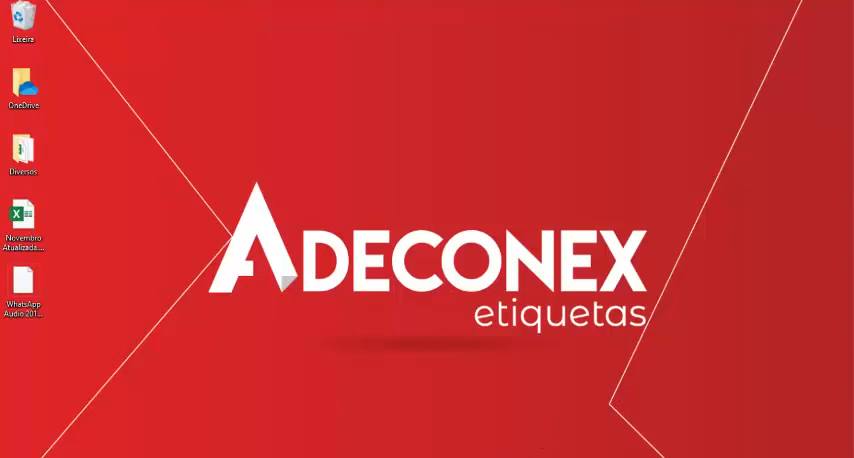 Lixeira
OneDrive
Diversos
Novembro
Atualizada....
WhatsApp
Audio 201...
ADECONEX
etiquetas